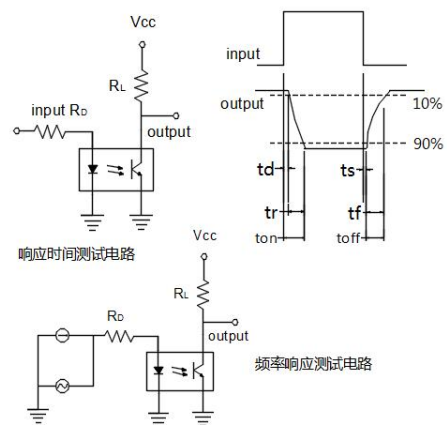 Vcc
RL
input RD
output
响应时间测试电路
input
output
10%
90%
td
ts
tr
tf
ton
toff
Vcc
RL
RD
output
频率响应测试电路